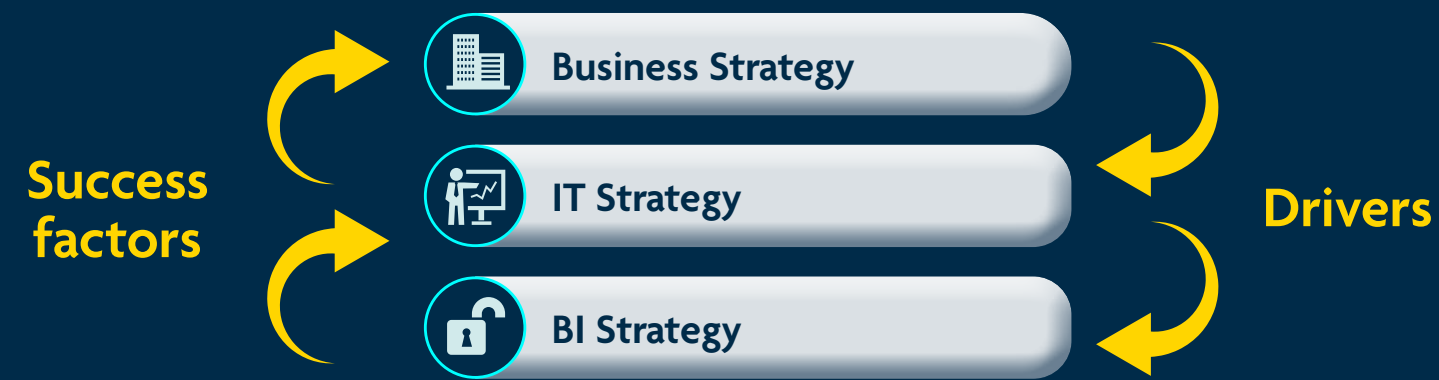 Business Strategy
Success
factors
IT Strategy
Drivers
BI Strategy